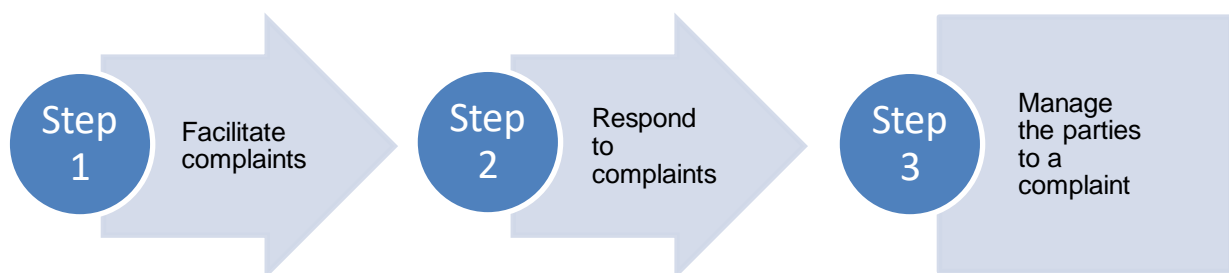 Step
1
Facilitate
complaints
Step
2
Respond
to
complaints
Step
3
Manage
the parties
to a
complaint